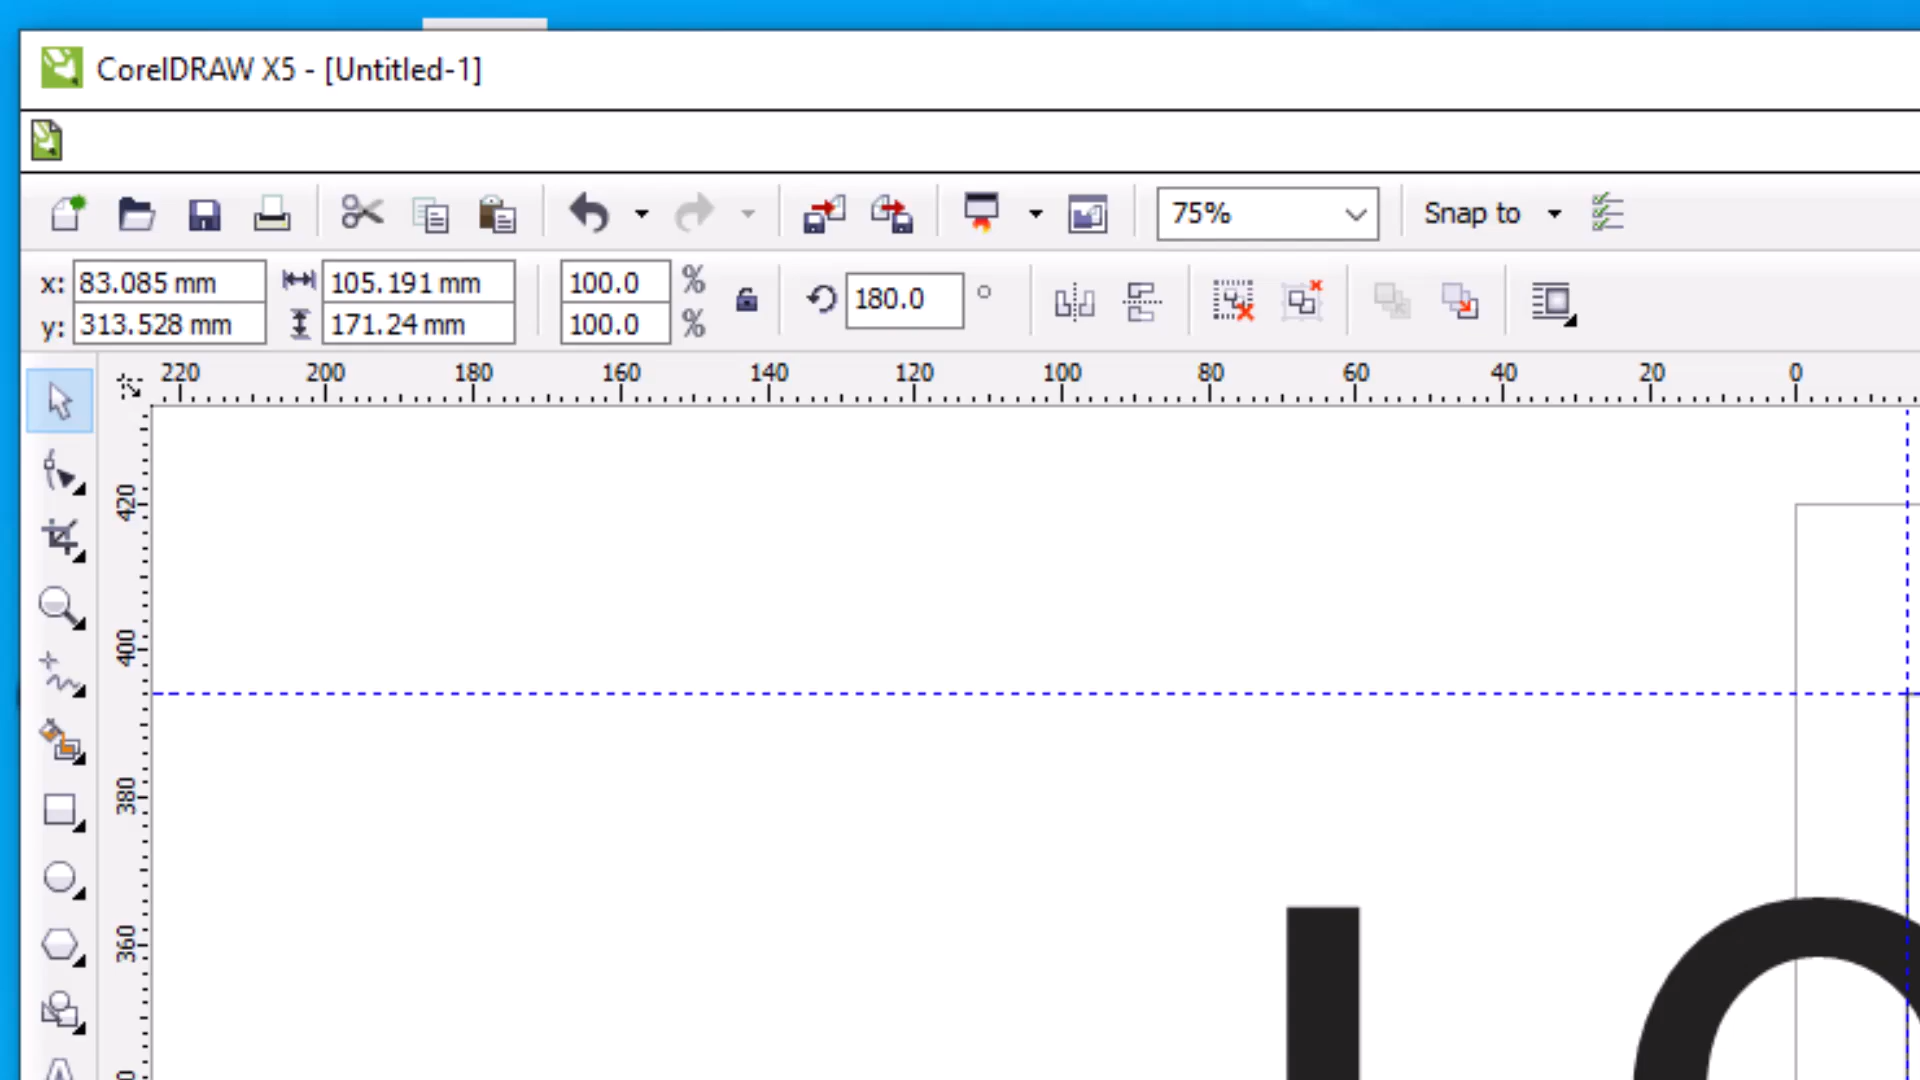 CorelDRAW X5 - [Untitled-1]
75%
Snap to
x: 83.085 mm 105.191 mm 100.0 % 180.0 °
y: 313.528 mm 171.24 mm 100.0 %
220 200 180 160 140 120 100 80 60 40 20 0
420
400
380
360